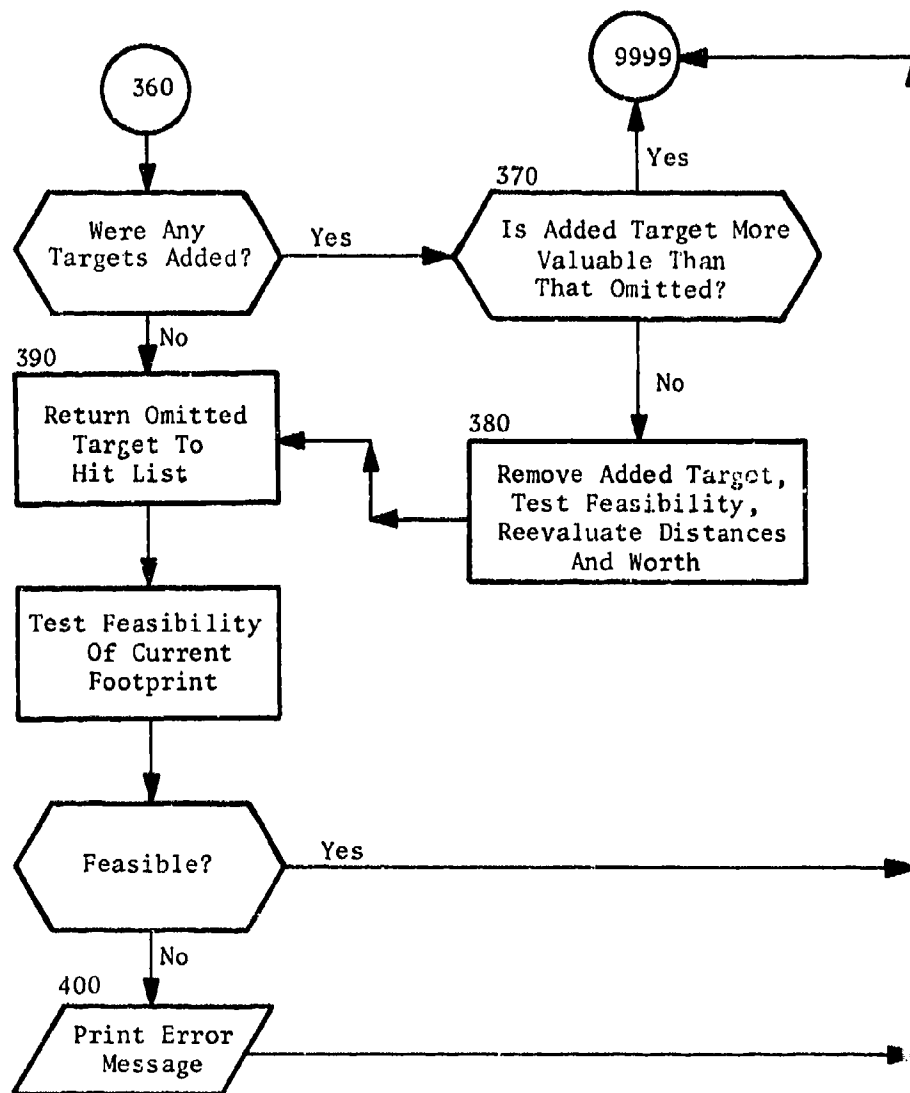 360
9999
Yes
370
Were Any
Targets Added?
Yes
Is Added Target More
Valuable Than
That Omitted?
No
390
No
Return Omitted
Target To
Hit List
380
Remove Added Target,
Test Feasibility,
Reevaluate Distances
And Worth
Test Feasibility
Of Current
Footprint
Feasible?
Yes
No
400
Print Error
Message